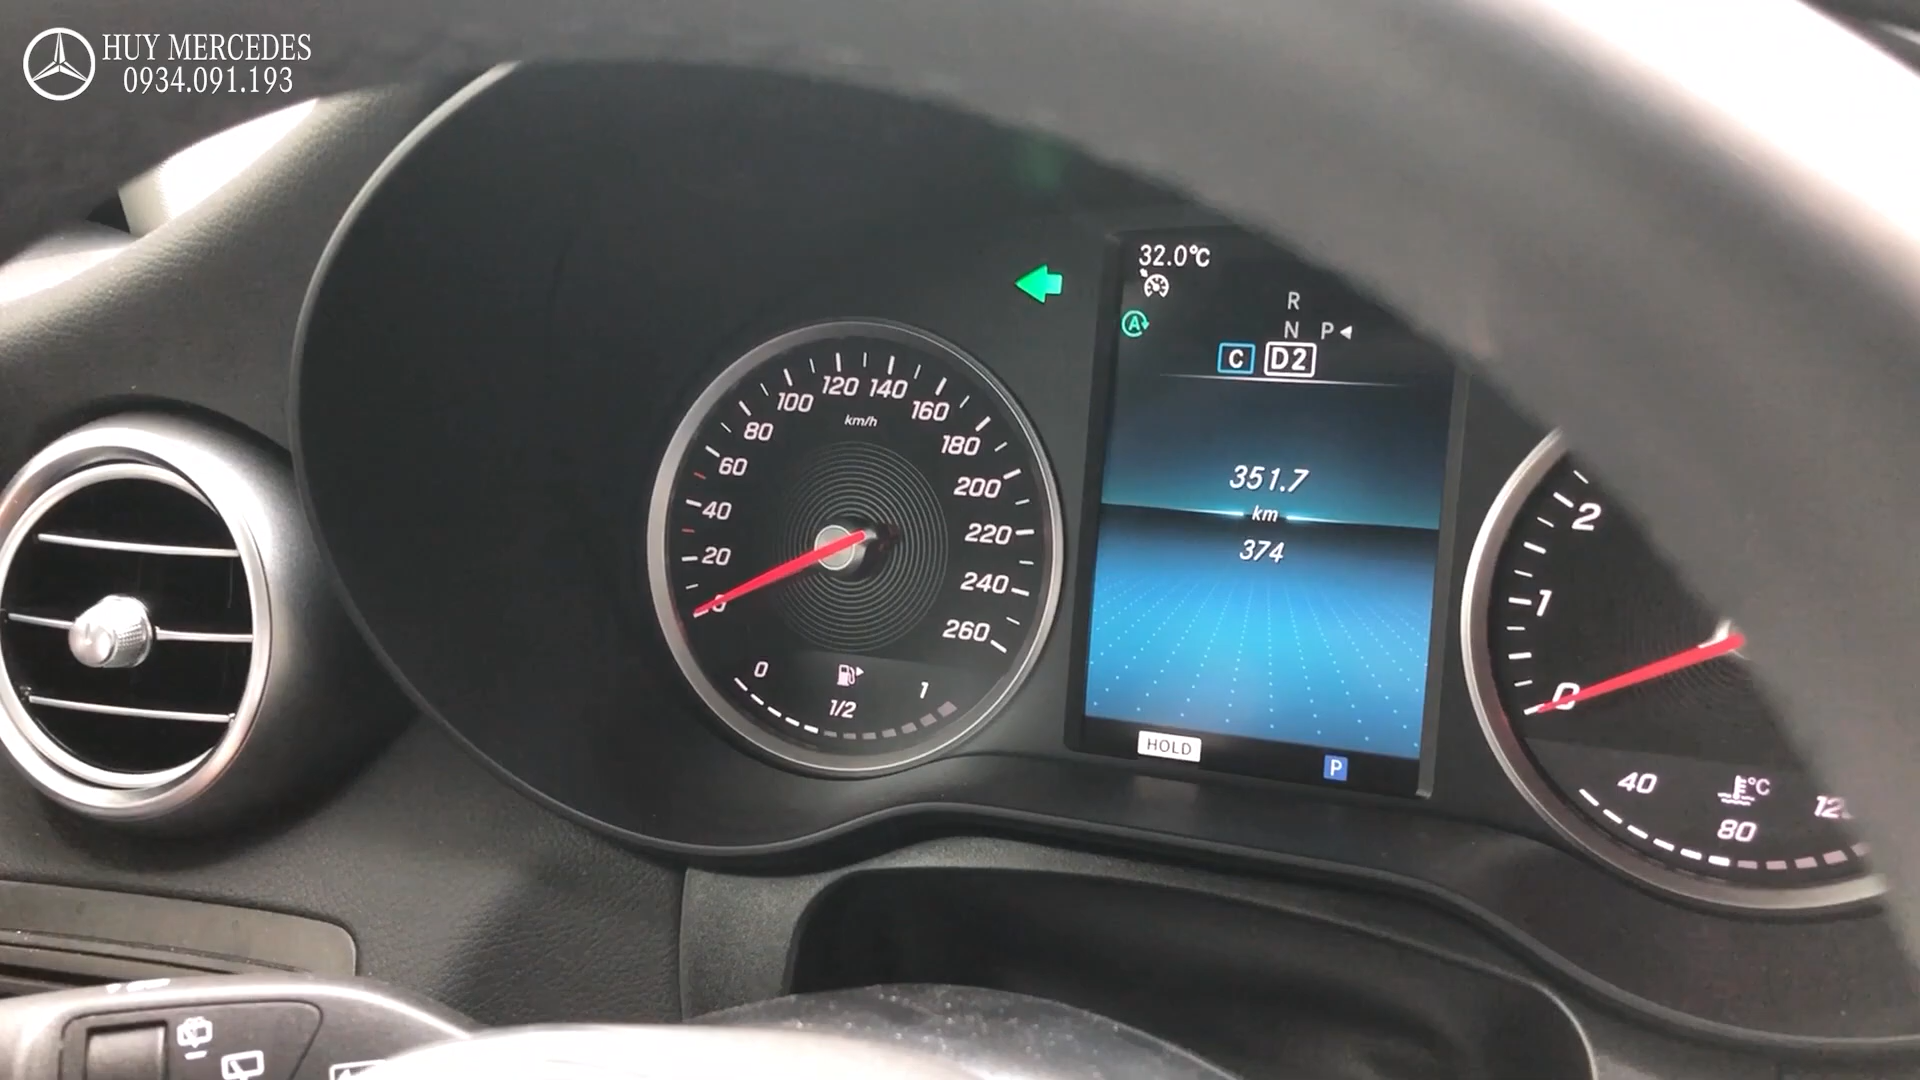 HUY MERCEDES
0934.091.193
32.0°C
A
R
N P
C D2
351.7
km
374
HOLD
P
0
20
40
60
80
100
120
140
160
180
200
220
240
260
km/h
0
1/2
1
0
1
2
40
80
°C